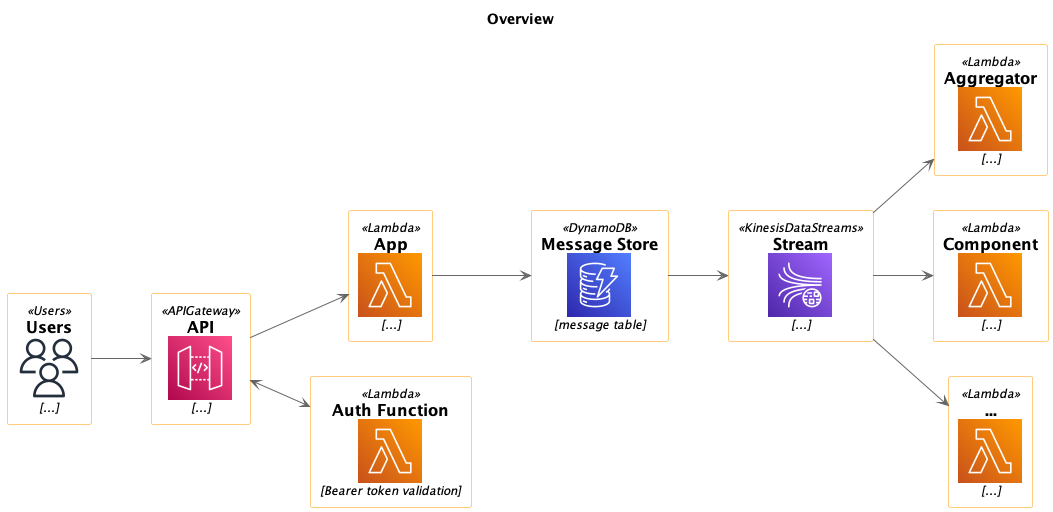 Overview
«Users»
Users
[...]
«APIGateway»
API
[...]
«Lambda»
App
[...]
«Lambda»
Auth Function
[Bearer token validation]
«DynamoDB»
Message Store
[message table]
«KinesisDataStreams»
Stream
[...]
«Lambda»
Aggregator
[...]
«Lambda»
Component
[...]
«Lambda»
...
[...]